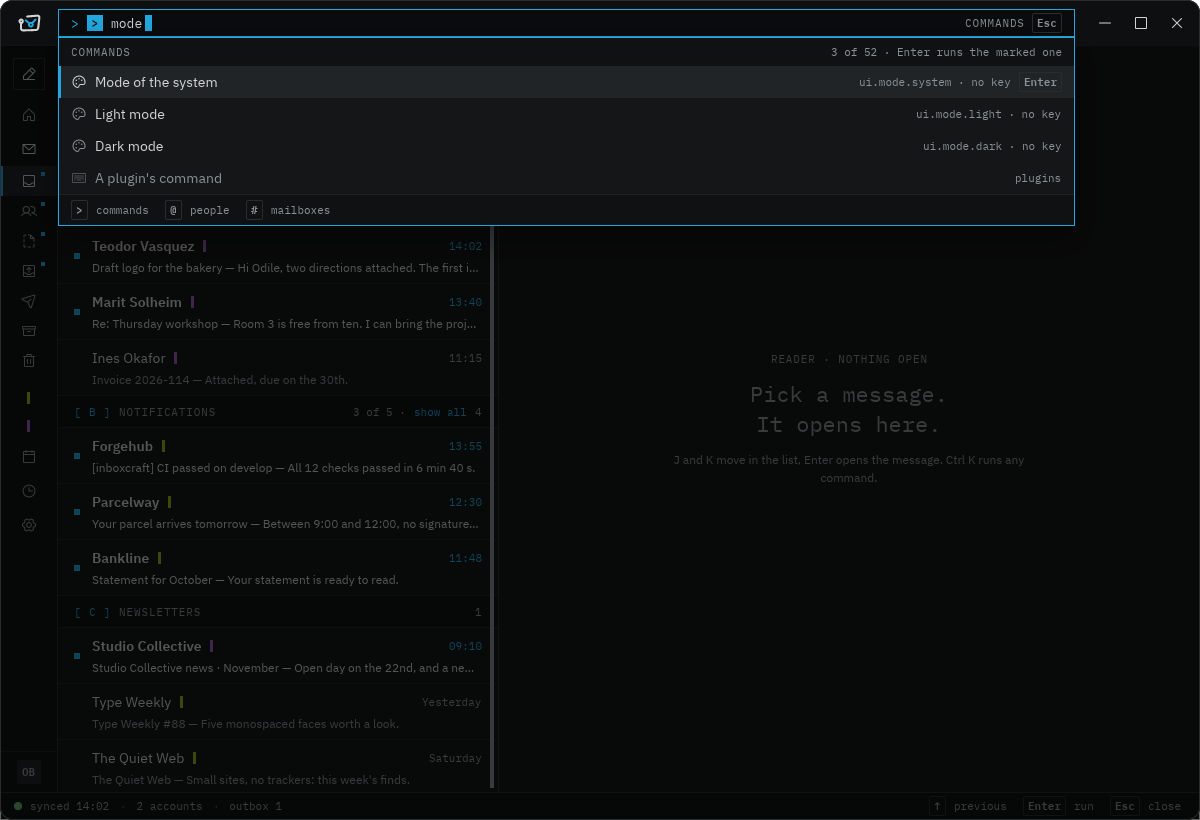 > > mode COMMANDS Esc
COMMANDS 3 of 52 · Enter runs the marked one
Mode of the system ui.mode.system · no key Enter
Light mode ui.mode.light · no key
Dark mode ui.mode.dark · no key
A plugin's command plugins
> commands @ people # mailboxes
Teodor Vasquez 14:02
Draft logo for the bakery — Hi Odile, two directions attached. The first i…
Marit Solheim 13:40
Re: Thursday workshop — Room 3 is free from ten. I can bring the proj…
Ines Okafor 11:15
Invoice 2026-114 — Attached, due on the 30th.
[ B ] NOTIFICATIONS 3 of 5 · show all 4
Forgehub 13:55
[inboxcraft] CI passed on develop — All 12 checks passed in 6 min 40 s.
Parcelway 12:30
Your parcel arrives tomorrow — Between 9:00 and 12:00, no signature…
Bankline 11:48
Statement for October — Your statement is ready to read.
[ C ] NEWSLETTERS 1
Studio Collective 09:10
Studio Collective news · November — Open day on the 22nd, and a ne…
Type Weekly Yesterday
Type Weekly #88 — Five monospaced faces worth a look.
The Quiet Web Saturday
The Quiet Web — Small sites, no trackers: this week's finds.
READER · NOTHING OPEN
Pick a message.
It opens here.
J and K move in the list, Enter opens the message. Ctrl K runs any
command.
OB
synced 14:02 · 2 accounts · outbox 1 ↑ previous Enter run Esc close